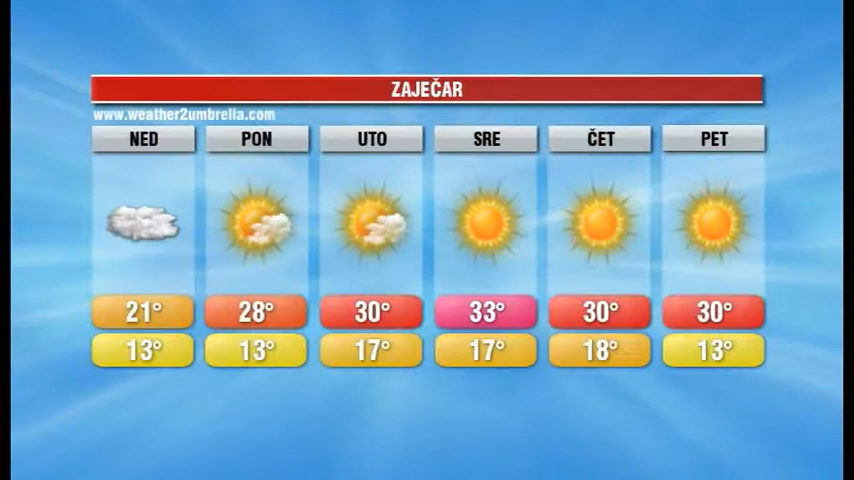 ZAJEČAR
www.weather2umbrella.com
NED PON UTO SRE ČET PET
21° 28° 30° 33° 30° 30°
13° 13° 17° 17° 18° 13°